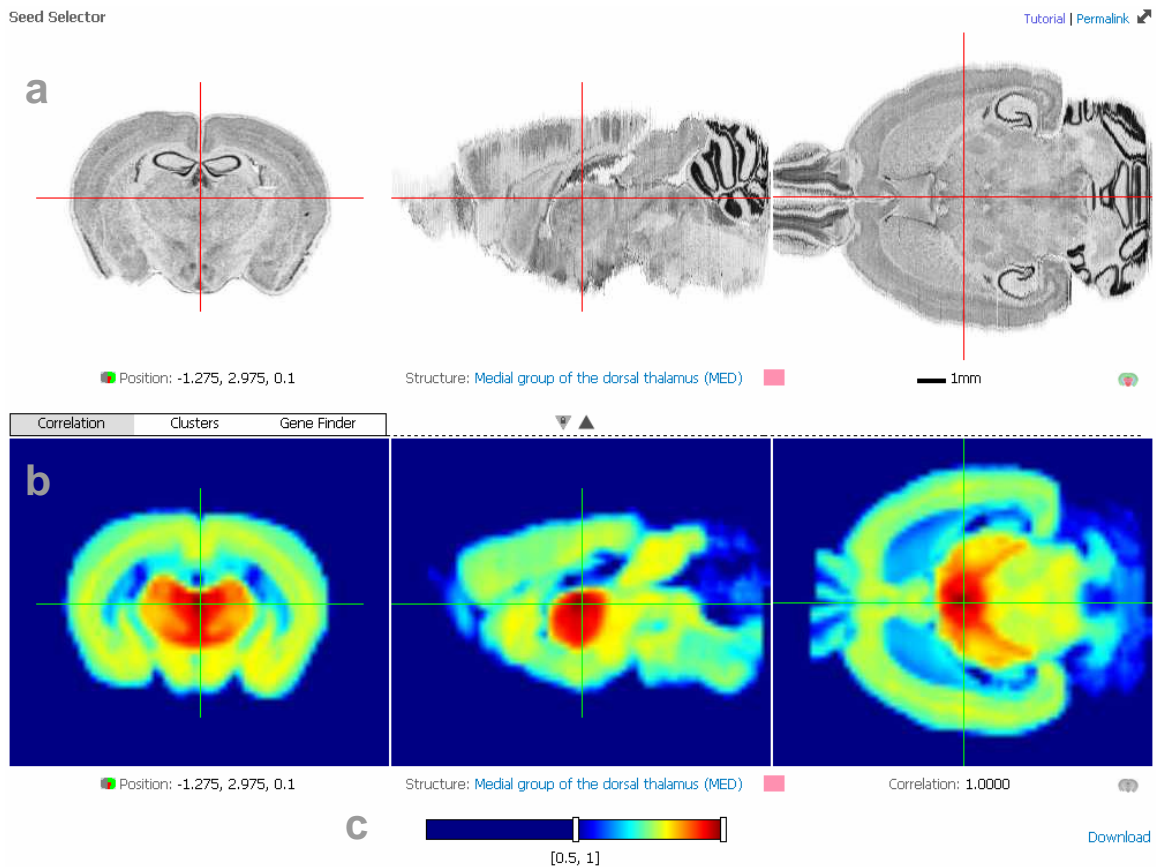 Seed Selector
Tutorial | Permalink
a
Position: -1.275, 2.975, 0.1
Structure: Medial group of the dorsal thalamus (MED)
1mm
Correlation
Clusters
Gene Finder
b
Position: -1.275, 2.975, 0.1
Structure: Medial group of the dorsal thalamus (MED)
Correlation: 1.0000
c
[0.5, 1]
Download